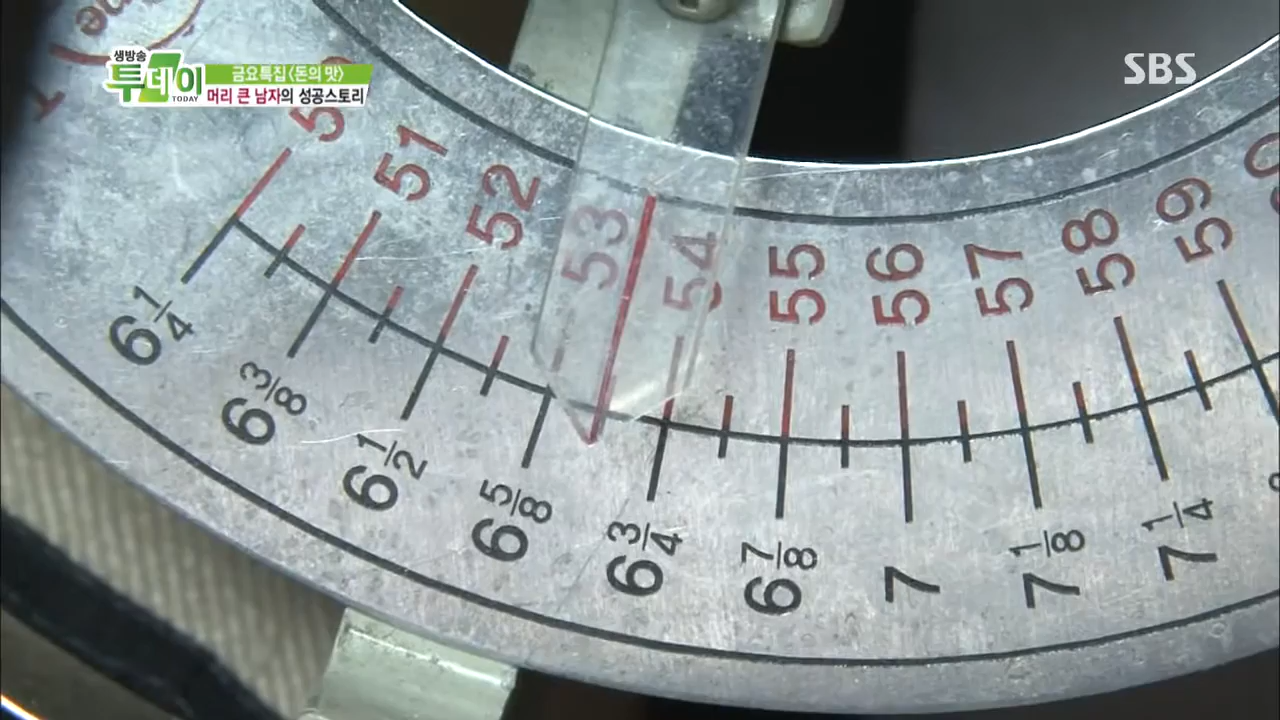 생방송
투데이
TODAY
금요특집〈돈의 맛〉
머리 큰 남자의 성공스토리
SBS
51 52 53 54 55 56 57 58 59
6 1/4 6 3/8 6 1/2 6 5/8 6 3/4 6 7/8 7 7 1/8 7 1/4